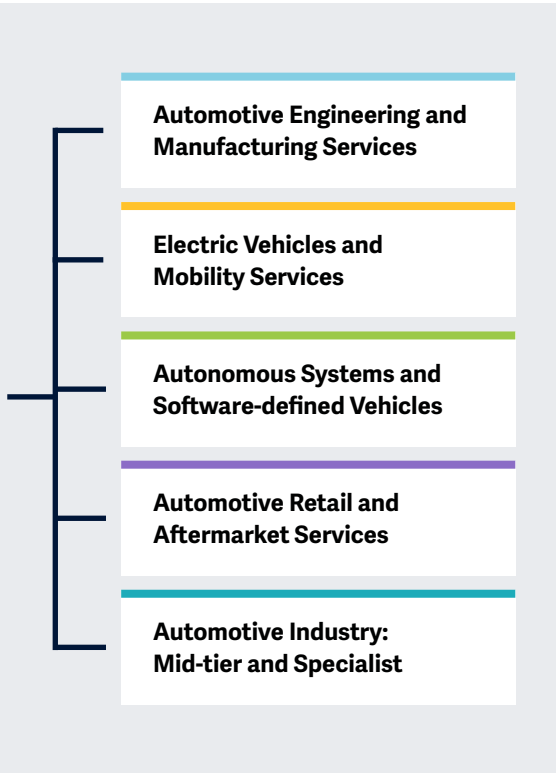 Automotive Engineering and
Manufacturing Services
Electric Vehicles and
Mobility Services
Autonomous Systems and
Software-defined Vehicles
Automotive Retail and
Aftermarket Services
Automotive Industry:
Mid-tier and Specialist